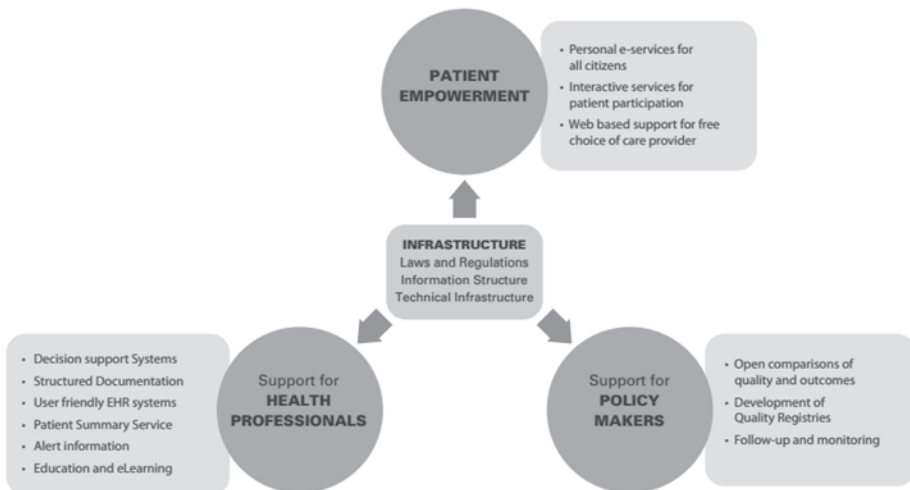 PATIENT
EMPOWERMENT
• Personal e-services for
all citizens
• Interactive services for
patient participation
• Web based support for free
choice of care provider
INFRASTRUCTURE
Laws and Regulations
Information Structure
Technical Infrastructure
• Decision support Systems
• Structured Documentation
• User friendly EHR systems
• Patient Summary Service
• Alert information
• Education and eLearning
Support for
HEALTH
PROFESSIONALS
Support for
POLICY
MAKERS
• Open comparisons of
quality and outcomes
• Development of
Quality Registries
• Follow-up and monitoring